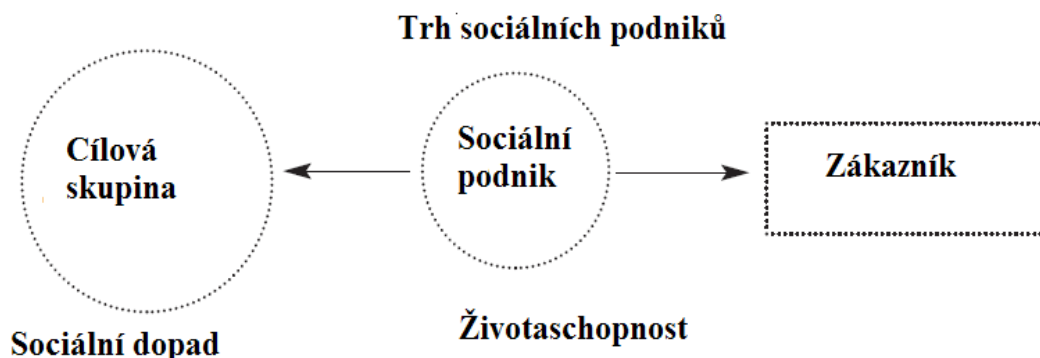 Trh sociálních podniků
Cílová
skupina
Sociální
podnik
Zákazník
Sociální dopad
Životaschopnost